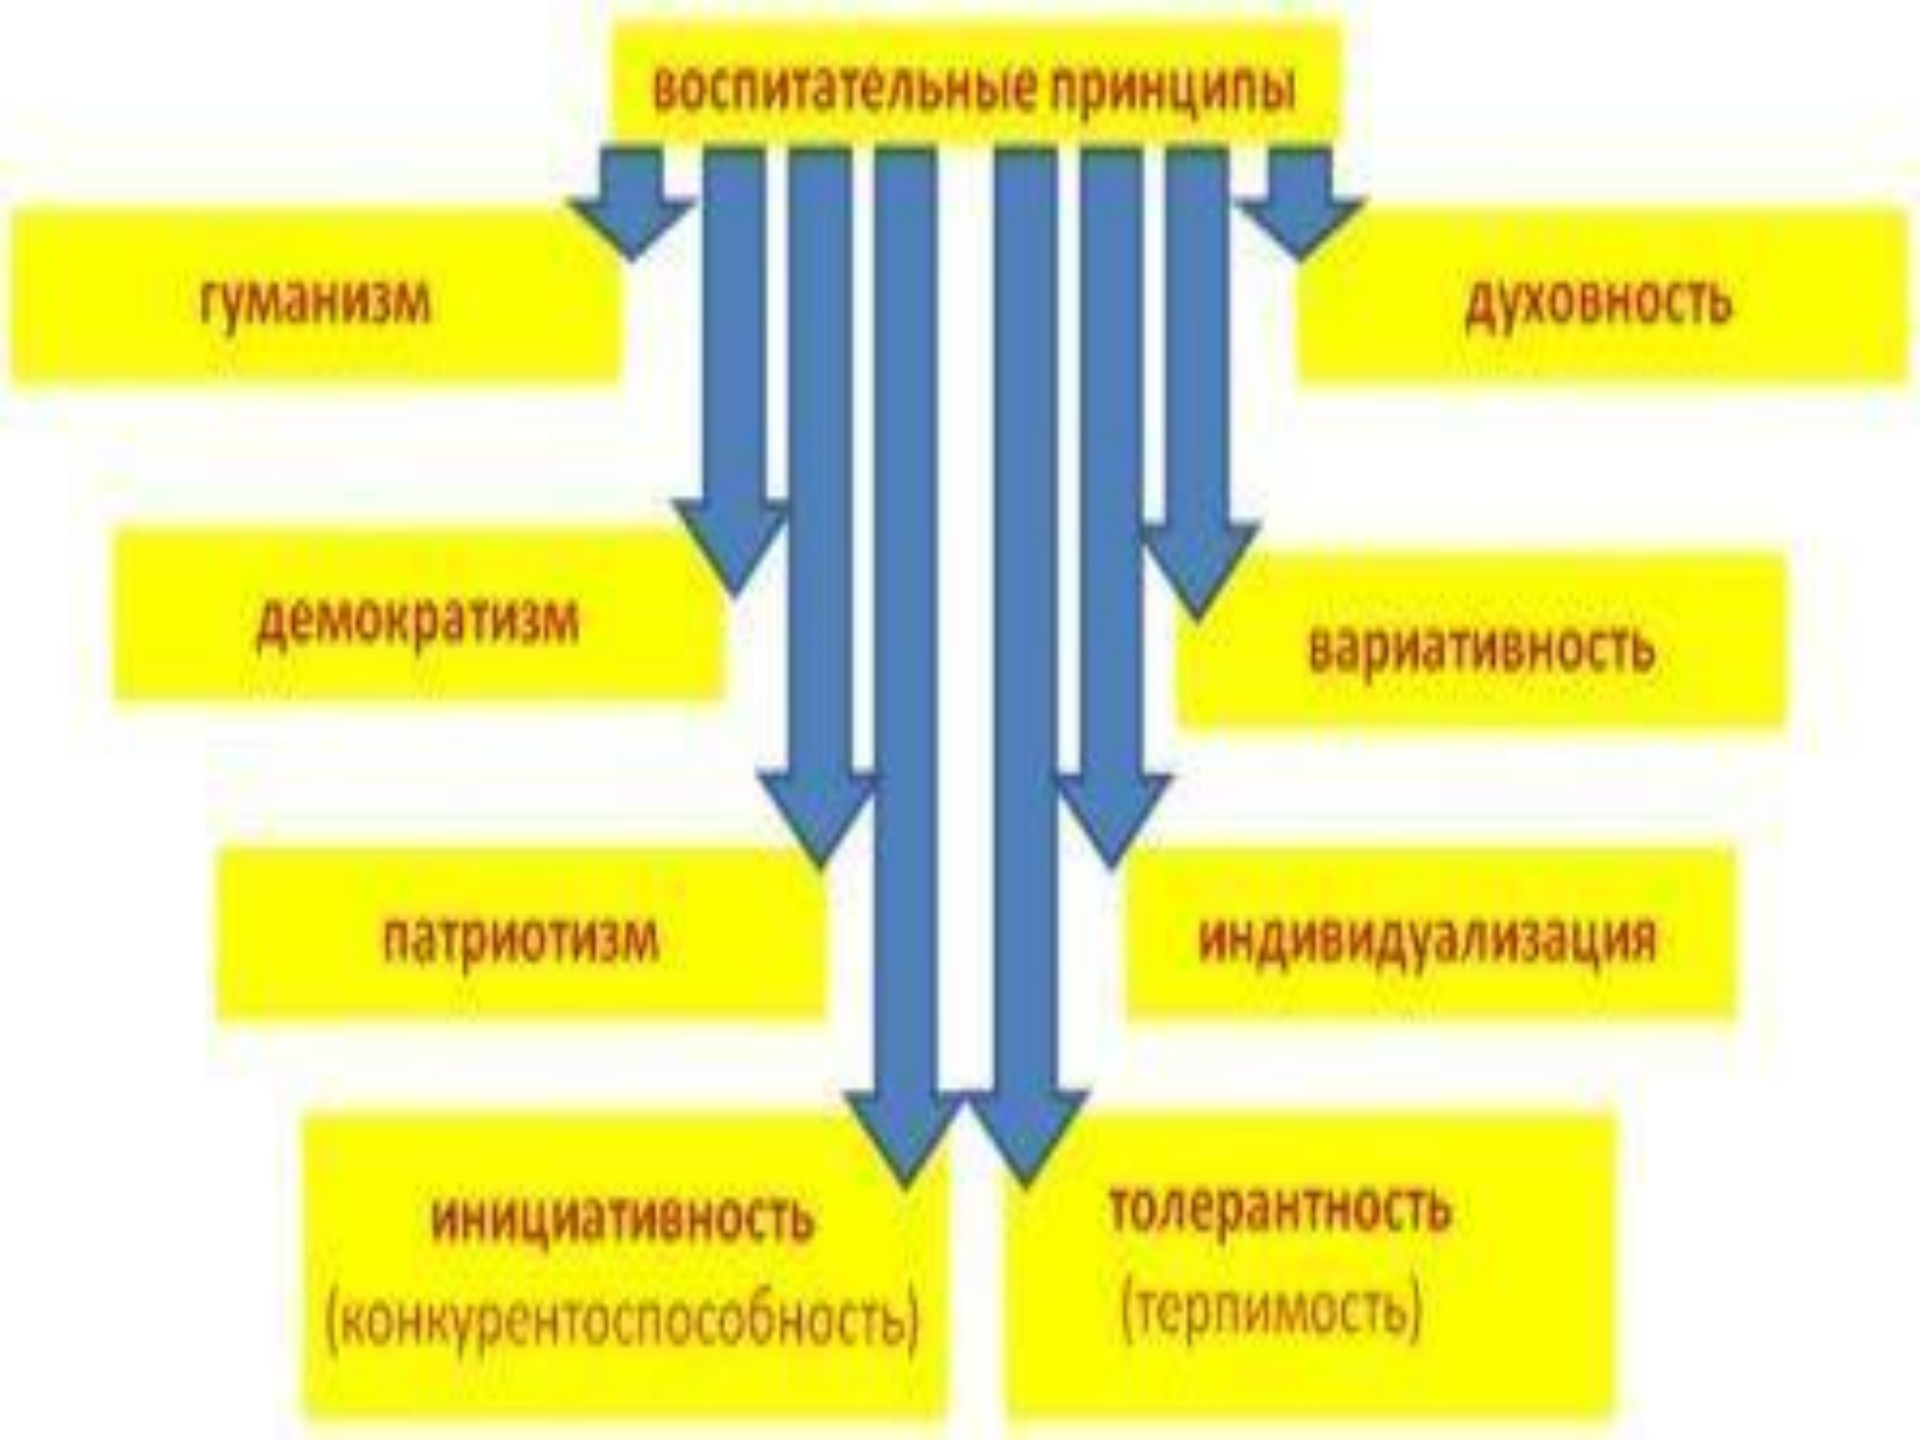 воспитательные принципы
гуманизм
духовность
демократизм
вариативность
патриотизм
индивидуализация
инициативность
(конкурентоспособность)
толерантность
(терпимость)